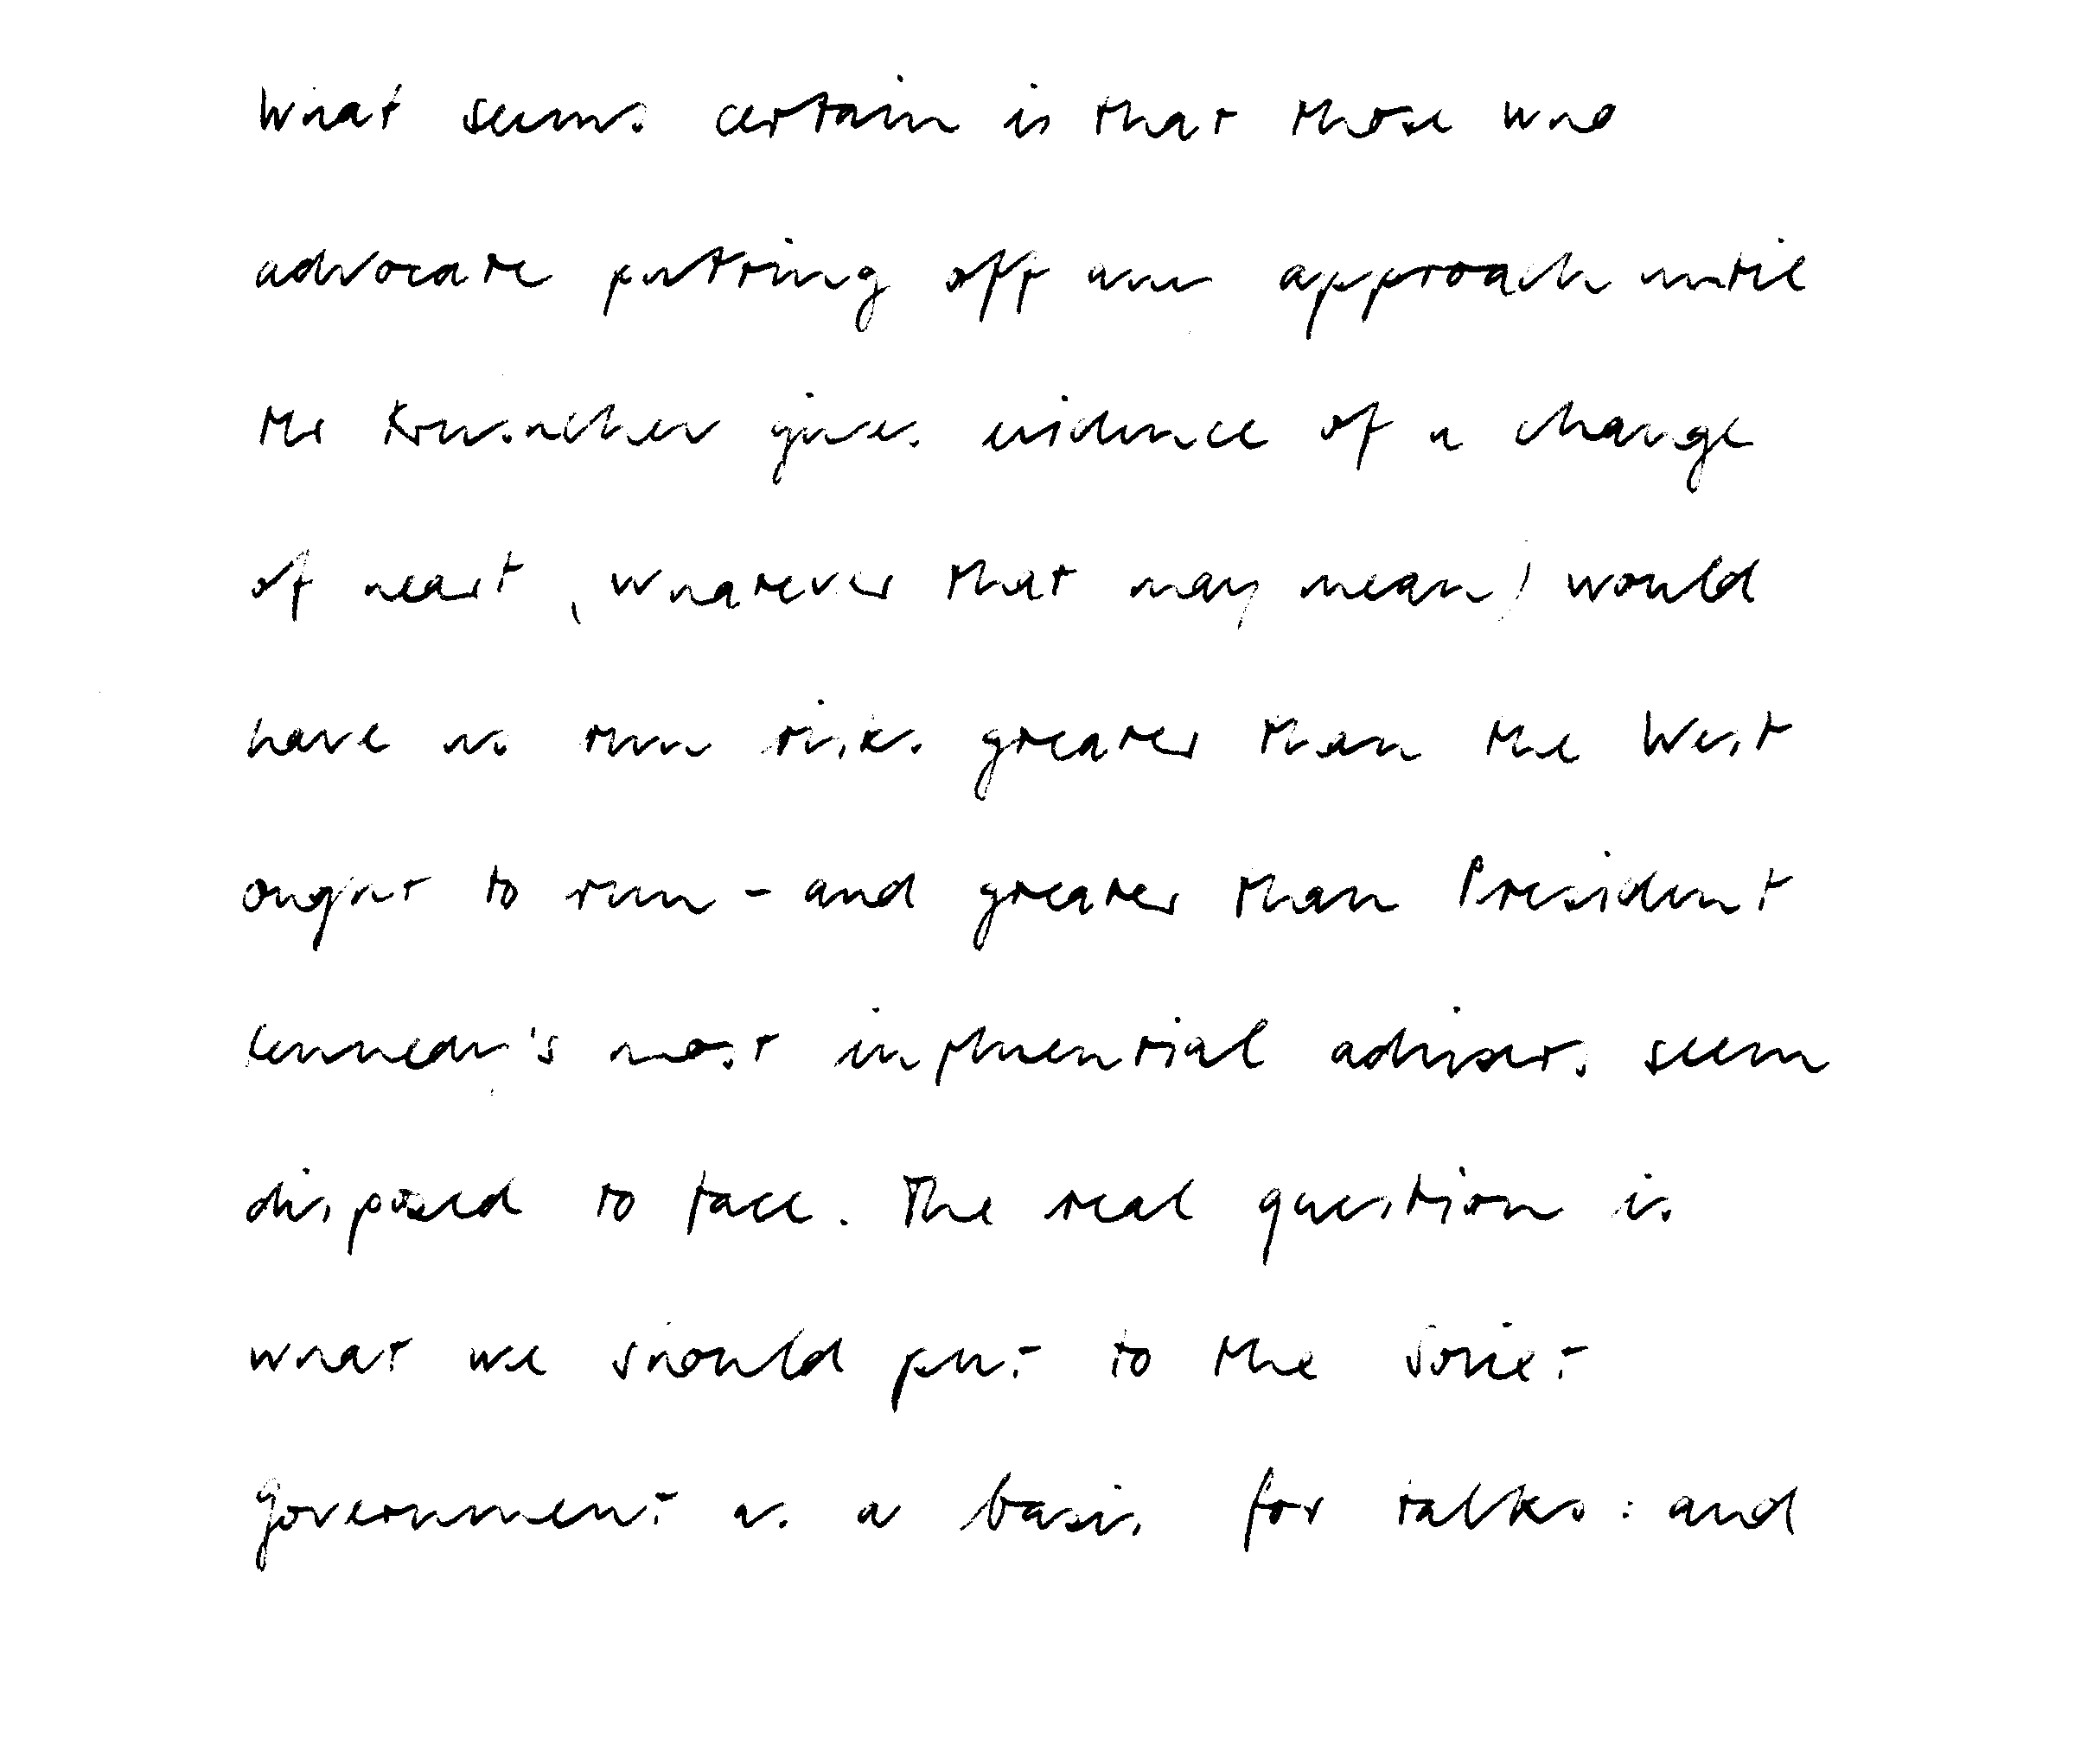 What seems certain is that those who
advocate putting off any approach until
Mr Krushchev gives evidence of a change
of heart (whatever that may mean) would
have us run risks greater than the West
ought to run - and greater than President
Kennedy's most influential advisers seem
disposed to face. The real question is
what we should put to the Soviet
Government as a basis for talks: and